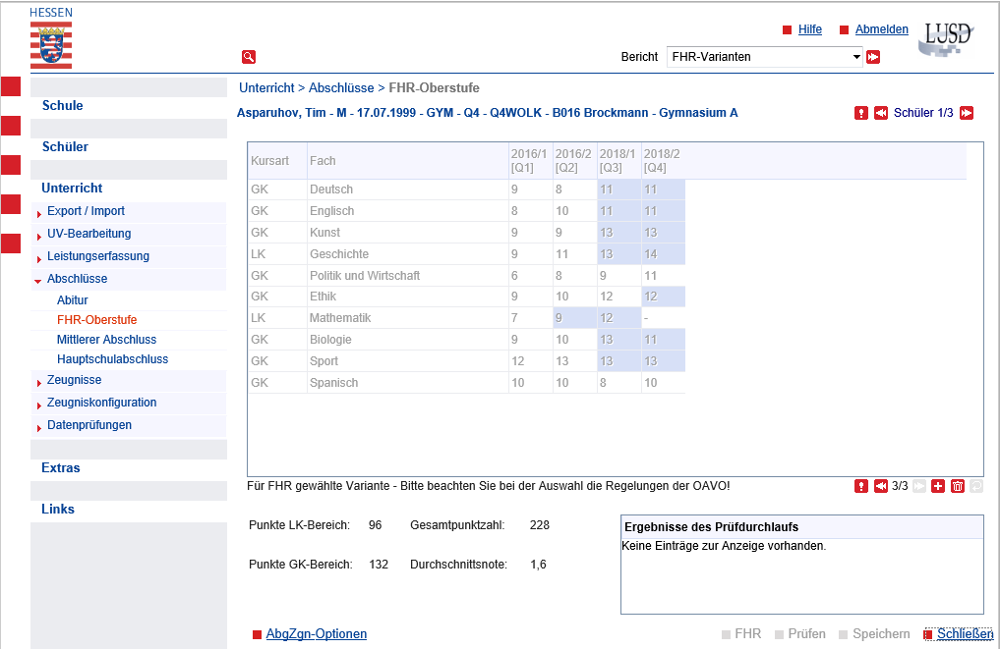 HESSEN
Hilfe Abmelden LUSD
Bericht FHR-Varianten
Unterricht > Abschlüsse > FHR-Oberstufe
Asparuhov, Tim - M - 17.07.1999 - GYM - Q4 - Q4WOLK - B016 Brockmann - Gymnasium A Schüler 1/3
Schule
Schüler
Unterricht
Export / Import
UV-Bearbeitung
Leistungserfassung
Abschlüsse
Abitur
FHR-Oberstufe
Mittlerer Abschluss
Hauptschulabschluss
Zeugnisse
Zeugniskonfiguration
Datenprüfungen
Extras
Links
Kursart Fach 2016/1 [Q1] 2016/2 [Q2] 2018/1 [Q3] 2018/2 [Q4]
GK Deutsch 9 8 11 11
GK Englisch 8 10 11 11
GK Kunst 9 9 13 13
LK Geschichte 9 11 13 14
GK Politik und Wirtschaft 6 8 9 11
GK Ethik 9 10 12 12
LK Mathematik 7 9 12 -
GK Biologie 9 10 13 11
GK Sport 12 13 13 13
GK Spanisch 10 10 8 10
Für FHR gewählte Variante - Bitte beachten Sie bei der Auswahl die Regelungen der OAVO! 3/3
Punkte LK-Bereich: 96 Gesamtpunktzahl: 228
Punkte GK-Bereich: 132 Durchschnittsnote: 1,6
Ergebnisse des Prüfdurchlaufs
Keine Einträge zur Anzeige vorhanden.
AbgZgn-Optionen FHR Prüfen Speichern Schließen